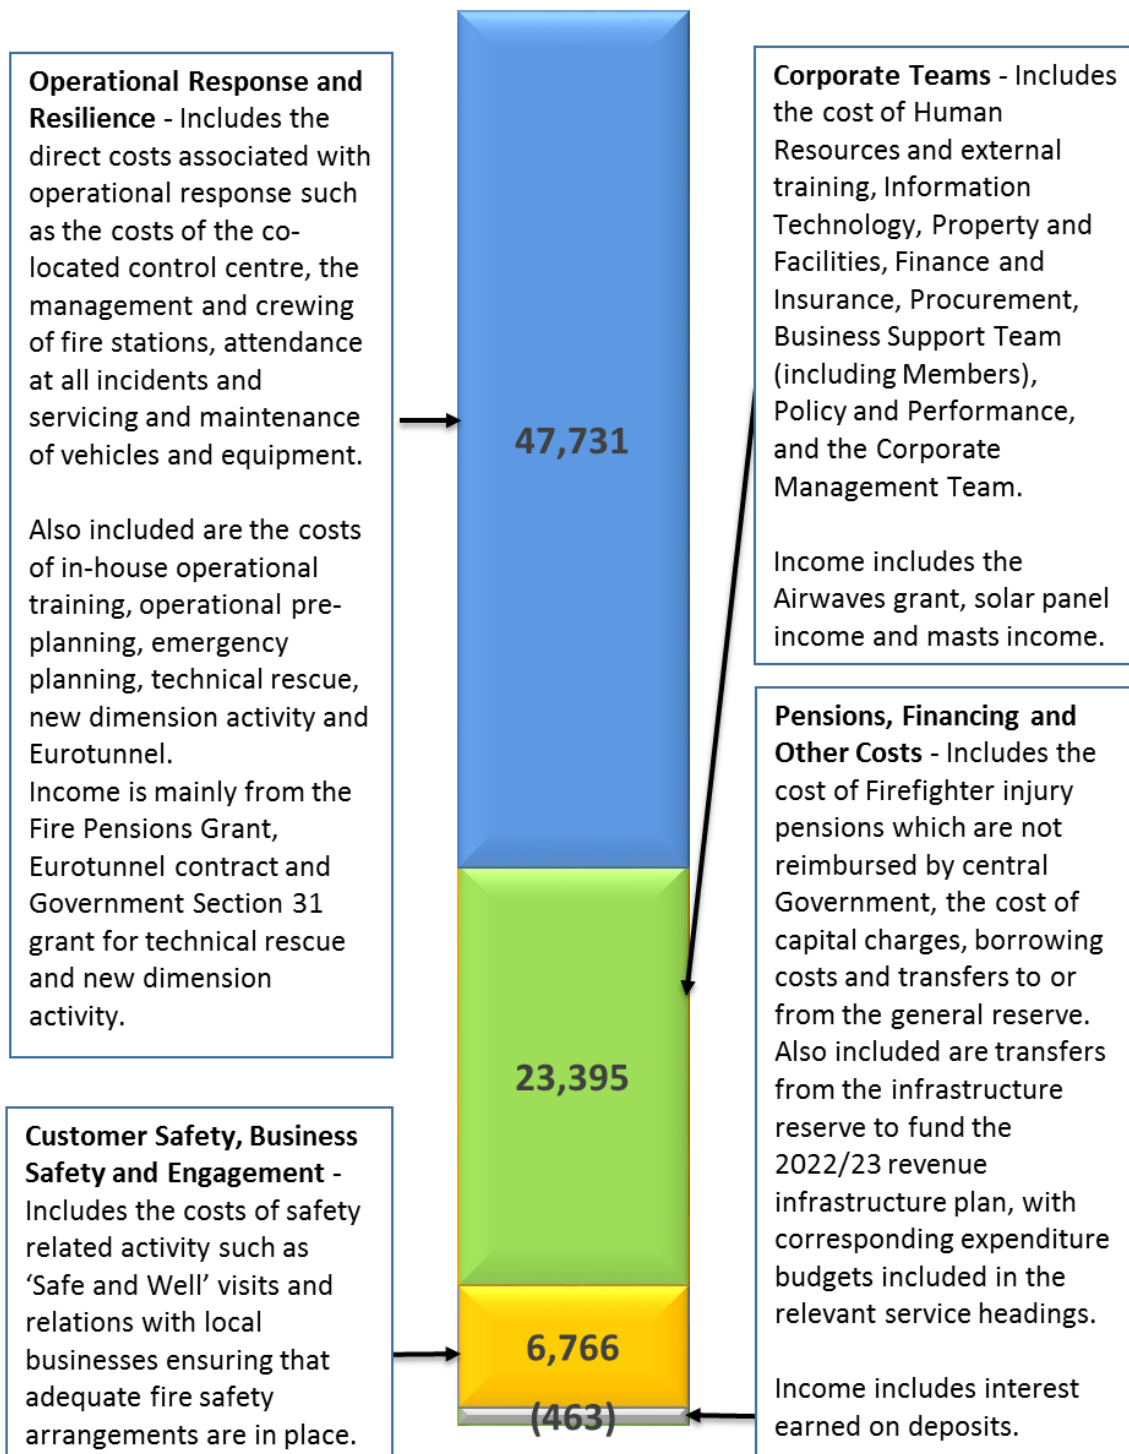 Operational Response and
Resilience - Includes the
direct costs associated with
operational response such
as the costs of the co-
located control centre, the
management and crewing
of fire stations, attendance
at all incidents and
servicing and maintenance
of vehicles and equipment.
Also included are the costs
of in-house operational
training, operational pre-
planning, emergency
planning, technical rescue,
new dimension activity and
Eurotunnel.
Income is mainly from the
Fire Pensions Grant,
Eurotunnel contract and
Government Section 31
grant for technical rescue
and new dimension
activity.
Customer Safety, Business
Safety and Engagement -
Includes the costs of safety
related activity such as
‘Safe and Well’ visits and
relations with local
businesses ensuring that
adequate fire safety
arrangements are in place.
47,731
23,395
6,766
(463)
Corporate Teams - Includes
the cost of Human
Resources and external
training, Information
Technology, Property and
Facilities, Finance and
Insurance, Procurement,
Business Support Team
(including Members),
Policy and Performance,
and the Corporate
Management Team.
Income includes the
Airwaves grant, solar panel
income and masts income.
Pensions, Financing and
Other Costs - Includes the
cost of Firefighter injury
pensions which are not
reimbursed by central
Government, the cost of
capital charges, borrowing
costs and transfers to or
from the general reserve.
Also included are transfers
from the infrastructure
reserve to fund the
2022/23 revenue
infrastructure plan, with
corresponding expenditure
budgets included in the
relevant service headings.
Income includes interest
earned on deposits.